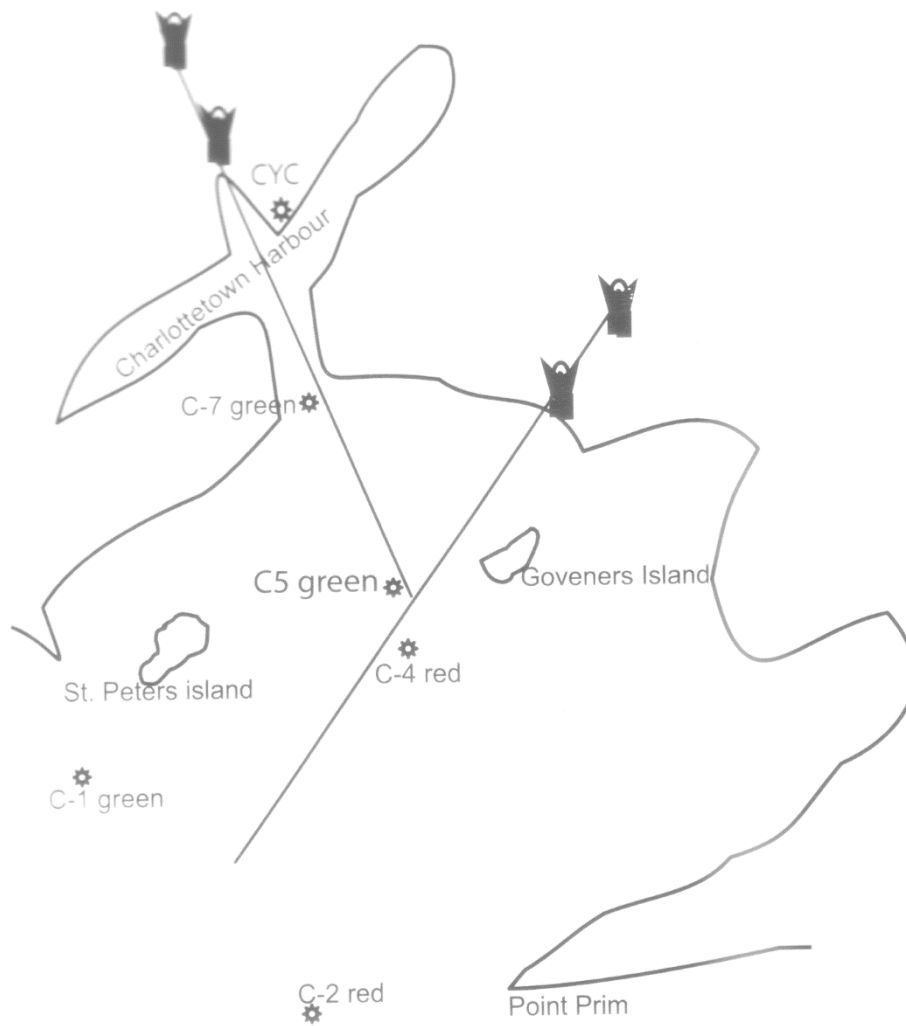 CYC
Charlottetown Harbour
C-7 green
C5 green
Goveners Island
C-4 red
St. Peters island
C-1 green
C-2 red
Point Prim